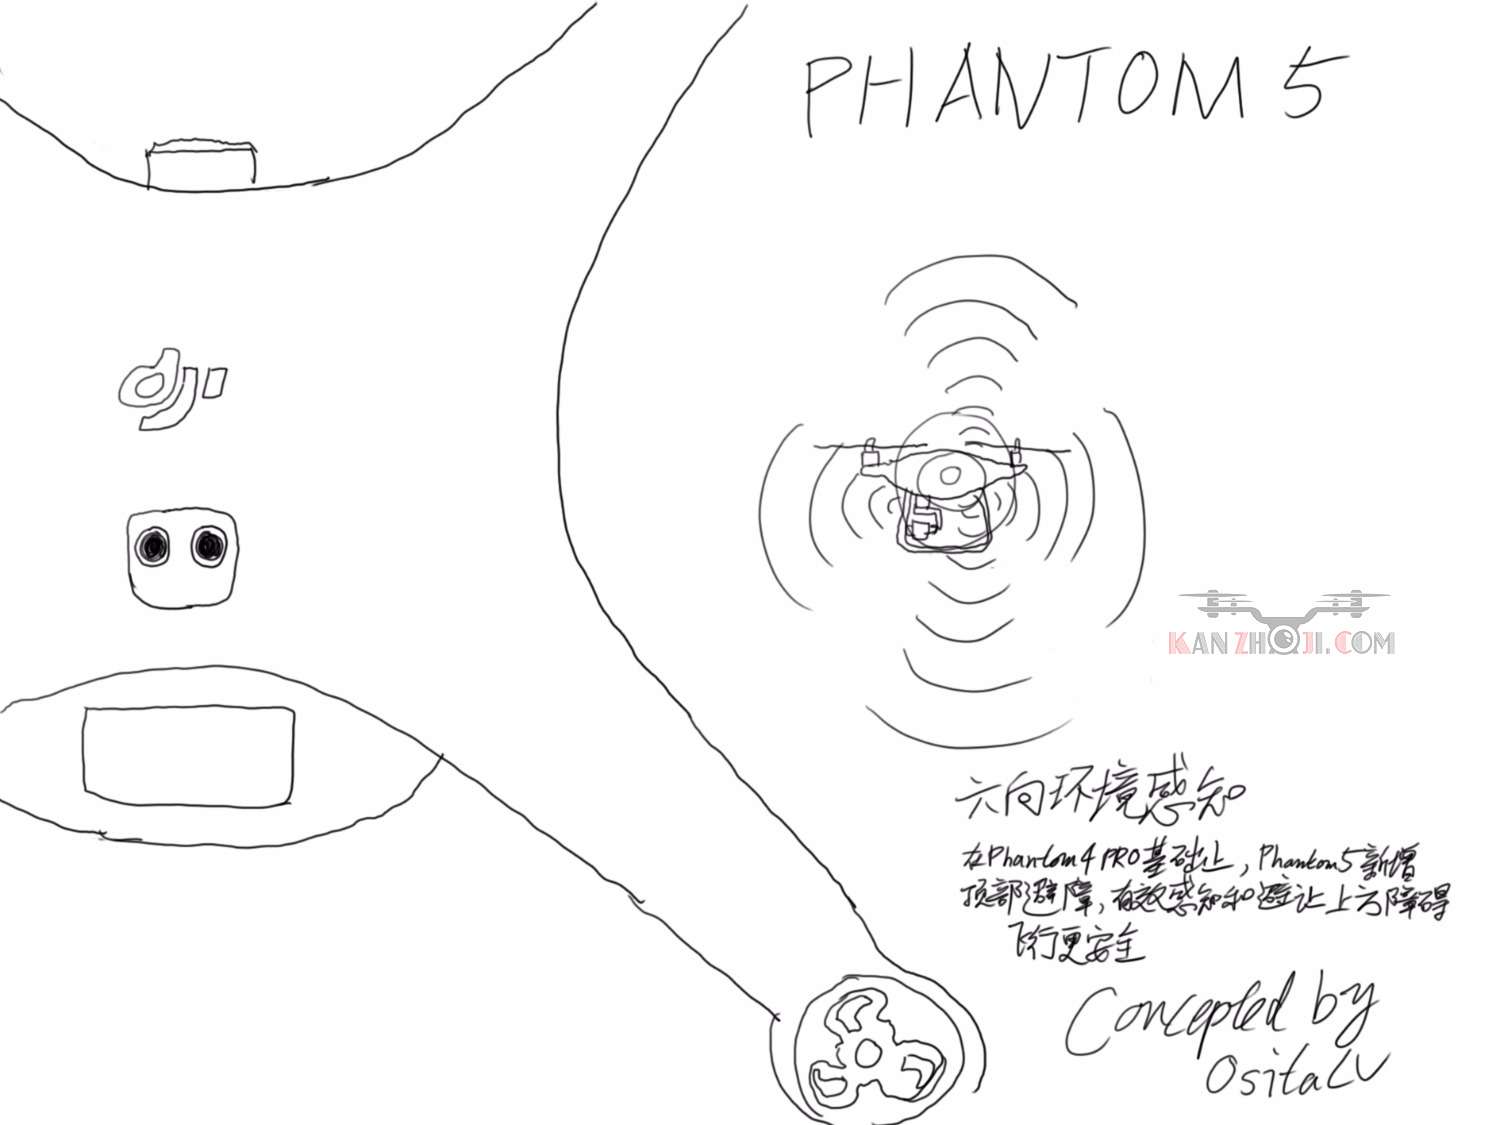 PHANTOM 5
dji
KANZHOJI.COM
六向环境感知
在Phantom4 PRO基础上，Phantom5新增
顶部避障，有效感知和避让上方障碍
飞行更安全
Concepted by
OsitaLV